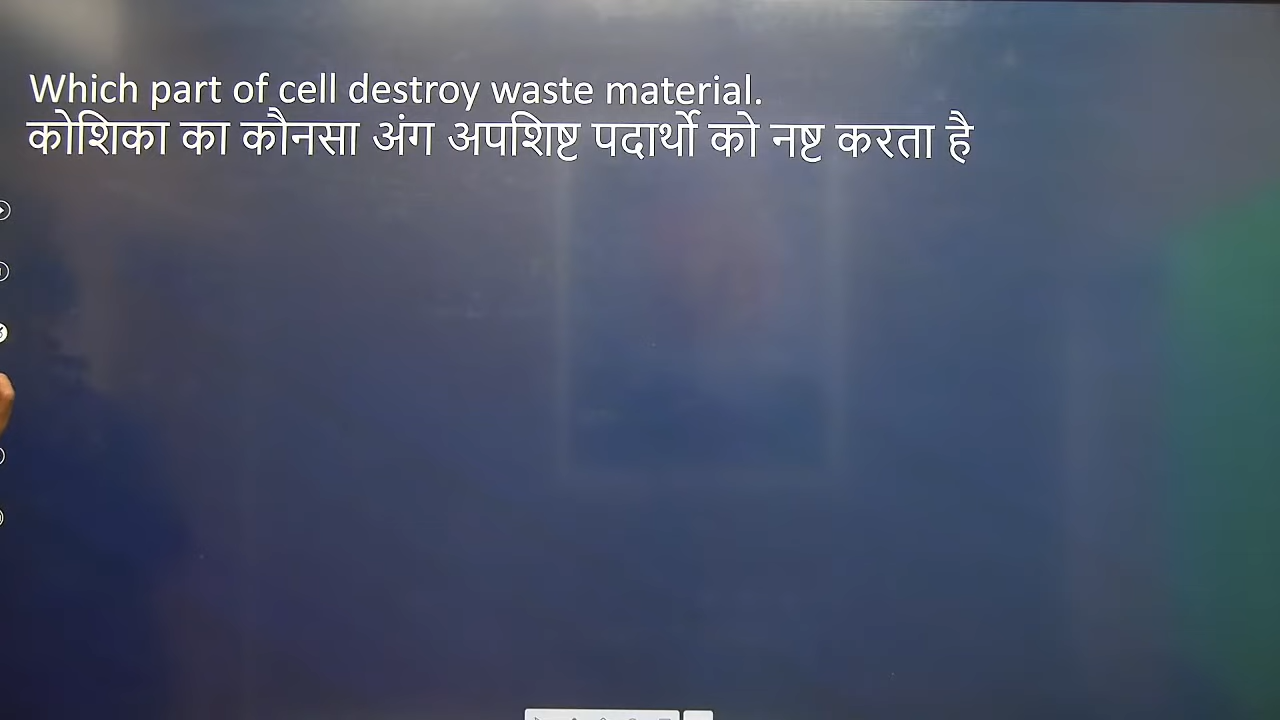 Which part of cell destroy waste material.
कोशिका का कौनसा अंग अपशिष्ट पदार्थो को नष्ट करता है